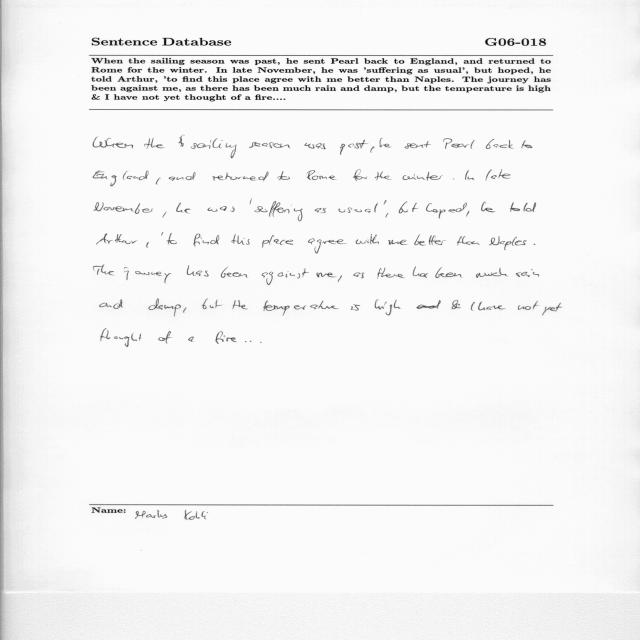 Sentence Database G06-018
When the sailing season was past, he sent Pearl back to England, and returned to
Rome for the winter. In late November, he was 'suffering as usual', but hoped, he
told Arthur, 'to find this place agree with me better than Naples. The journey has
been against me, as there has been much rain and damp, but the temperature is high
& I have not yet thought of a fire....
When the sailing season was past, he sent Pearl back to
England, and returned to Rome for the winter. In late
November, he was 'suffering as usual', but hoped, he told
Arthur, 'to find this place agree with me better than Naples.
The journey has been against me, as there has been much rain
and damp, but the temperature is high & I have not yet
thought of a fire...
Name: